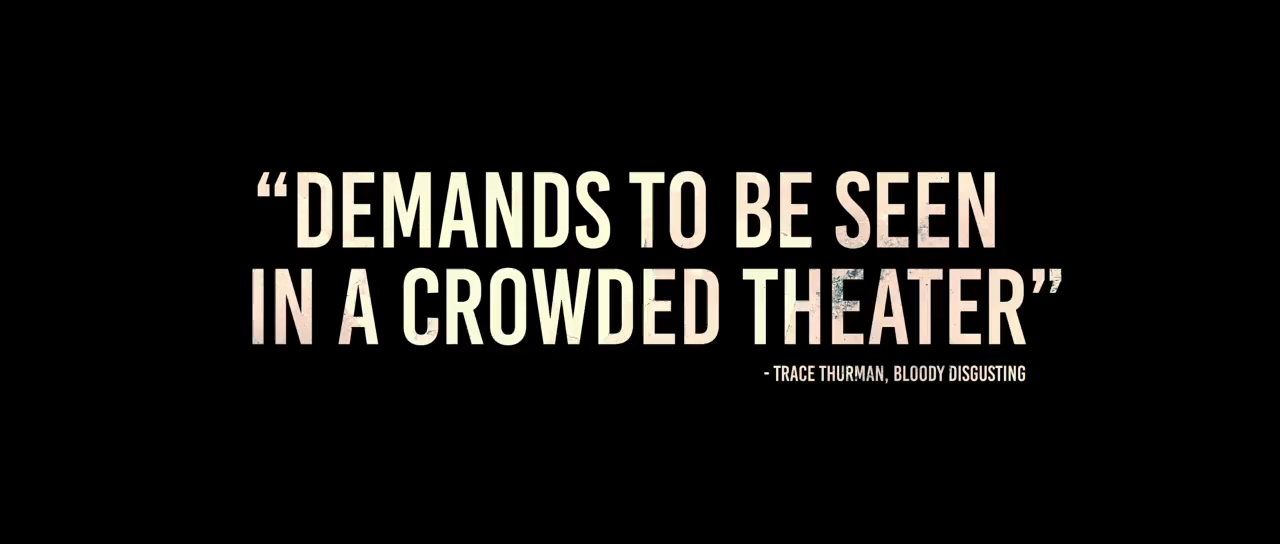 “DEMANDS TO BE SEEN
IN A CROWDED THEATER”
- TRACE THURMAN, BLOODY DISGUSTING